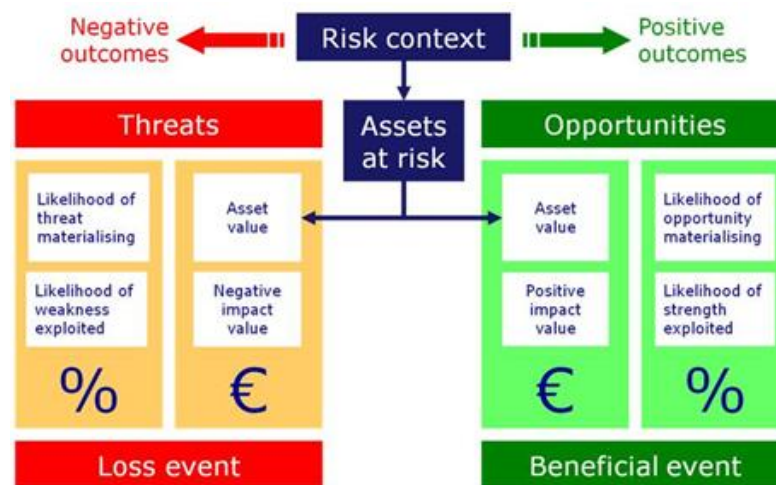 Negative
outcomes
Risk context
Positive
outcomes
Threats
Assets
at risk
Opportunities
Likelihood of
threat
materialising
Asset
value
Asset
value
Likelihood of
opportunity
materialising
Likelihood of
weakness
exploited
Negative
impact
value
Positive
impact
value
Likelihood of
strength
exploited
%
€
€
%
Loss event
Beneficial event